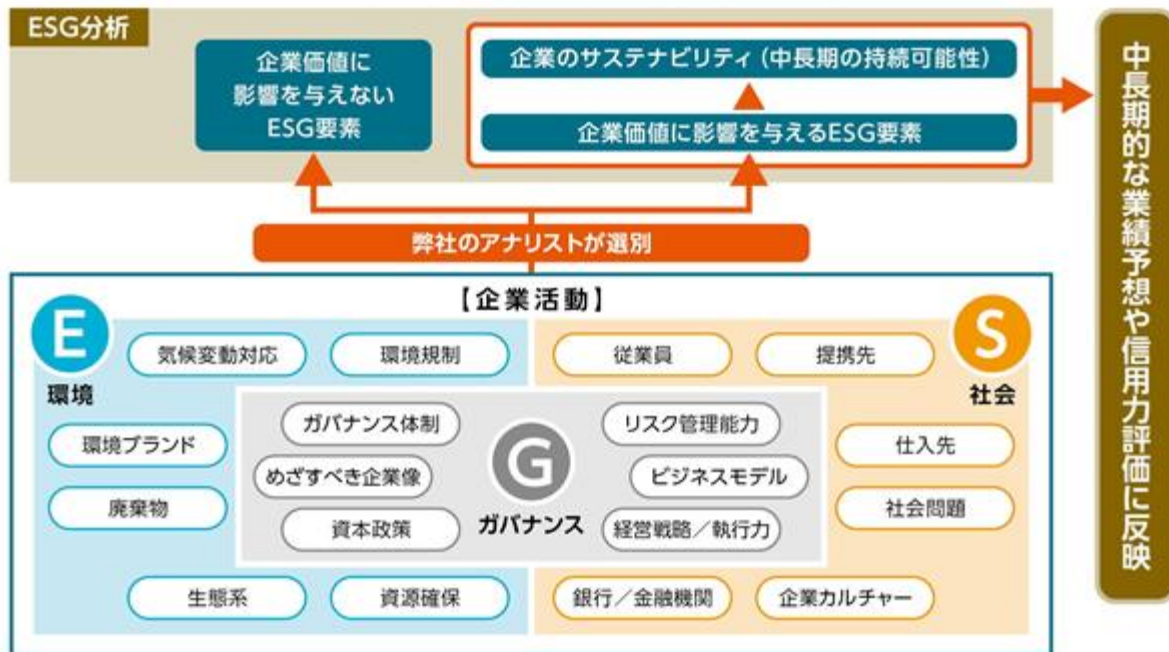 ESG分析
企業価値に
影響を与えない
ESG要素
企業のサステナビリティ（中長期の持続可能性）
企業価値に影響を与えるESG要素
中長期的な業績予想や信用力評価に反映
弊社のアナリストが選別
【企業活動】
E
環境
S
社会
気候変動対応
環境規制
従業員
提携先
環境ブランド
廃棄物
ガバナンス体制
めざすべき企業像
資本政策
G
ガバナンス
リスク管理能力
ビジネスモデル
経営戦略／執行力
仕入先
社会問題
生態系
資源確保
銀行／金融機関
企業カルチャー